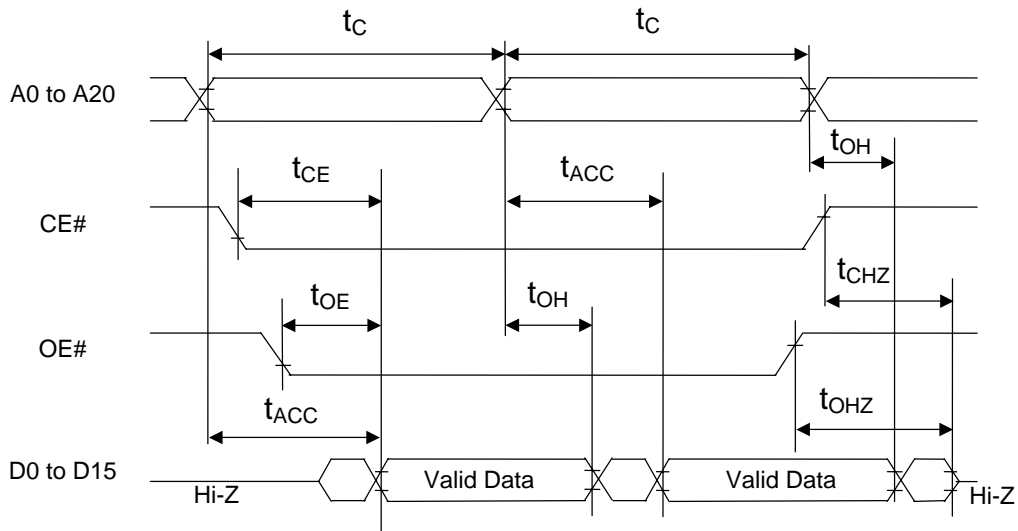 tC
tC
A0 to A20
tOH
tCE
tACC
CE#
tCHZ
tOE
tOH
OE#
tACC
tOHZ
D0 to D15
Valid Data
Valid Data
Hi-Z
Hi-Z